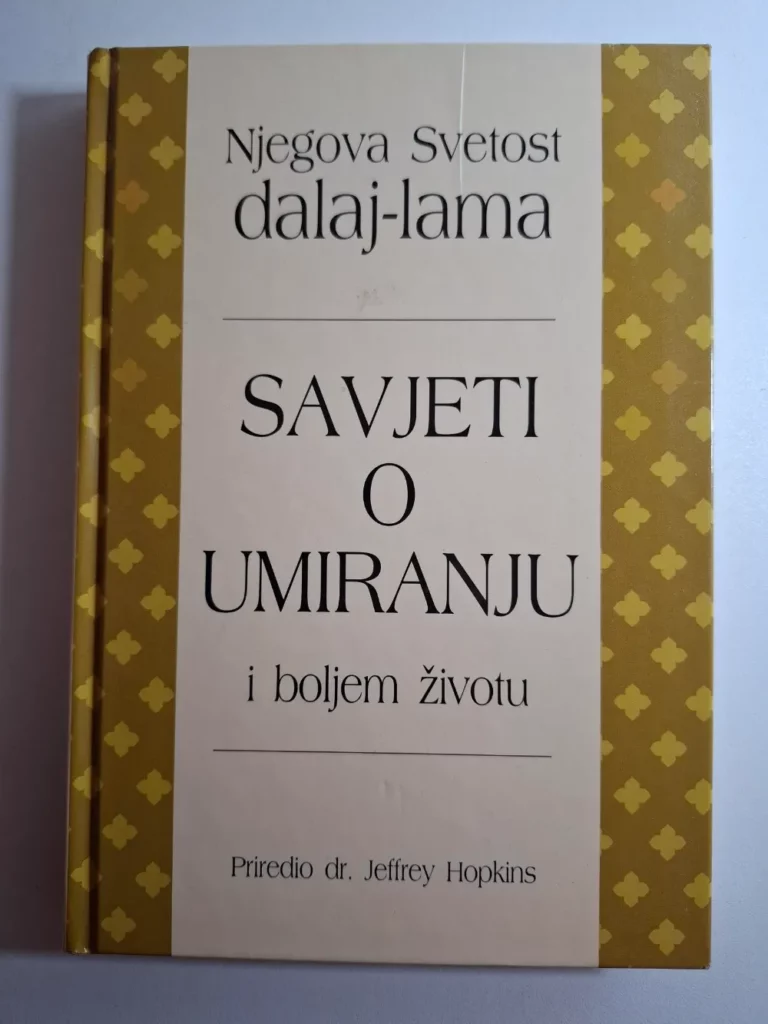 Njegova Svetost
dalaj-lama
SAVJETI
O
UMIRANJU
i boljem životu
Priredio dr. Jeffrey Hopkins